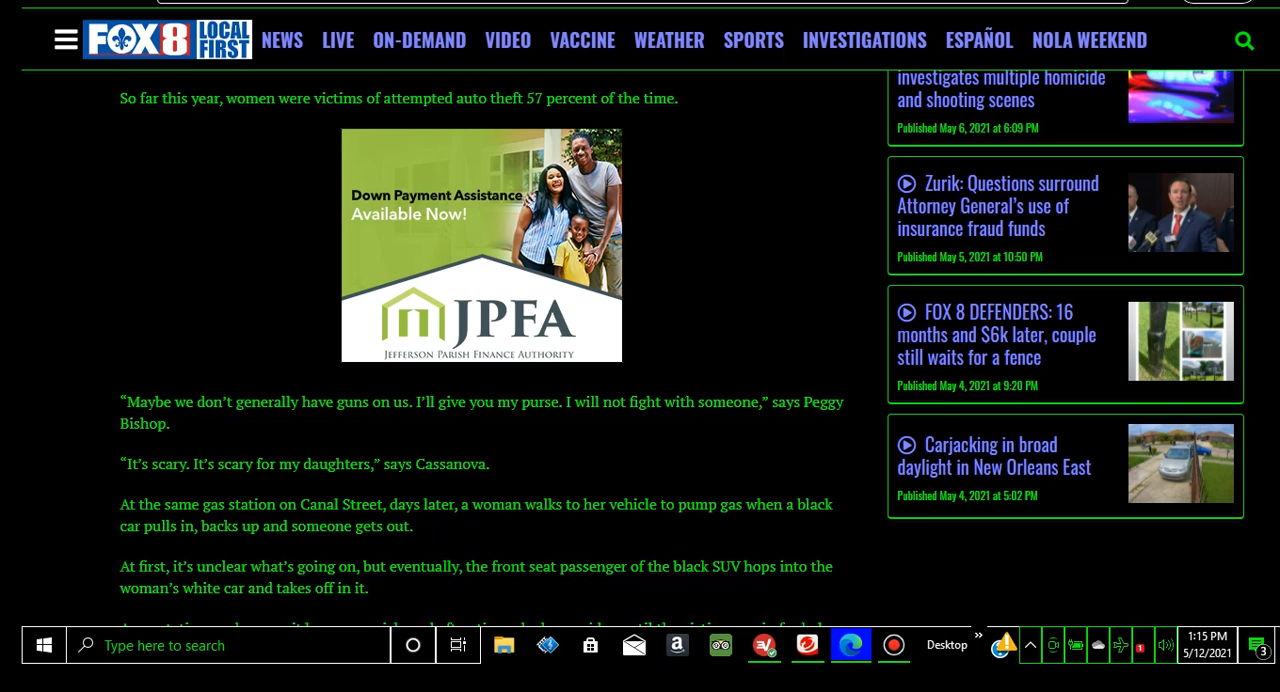 FOX 8 LOCAL FIRST
NEWS LIVE ON-DEMAND VIDEO VACCINE WEATHER SPORTS INVESTIGATIONS ESPAÑOL NOLA WEEKEND
So far this year, women were victims of attempted auto theft 57 percent of the time.
Down Payment Assistance
Available Now!
JPFA
JEFFERSON PARISH FINANCE AUTHORITY
“Maybe we don’t generally have guns on us. I’ll give you my purse. I will not fight with someone,” says Peggy
Bishop.
“It’s scary. It’s scary for my daughters,” says Cassanova.
At the same gas station on Canal Street, days later, a woman walks to her vehicle to pump gas when a black
car pulls in, backs up and someone gets out.
At first, it’s unclear what’s going on, but eventually, the front seat passenger of the black SUV hops into the
woman’s white car and takes off in it.
investigates multiple homicide
and shooting scenes
Published May 6, 2021 at 6:09 PM
Zurik: Questions surround
Attorney General’s use of
insurance fraud funds
Published May 5, 2021 at 10:50 PM
FOX 8 DEFENDERS: 16
months and $6k later, couple
still waits for a fence
Published May 4, 2021 at 9:20 PM
Carjacking in broad
daylight in New Orleans East
Published May 4, 2021 at 5:02 PM
Type here to search
Desktop
1
1:15 PM
5/12/2021
3